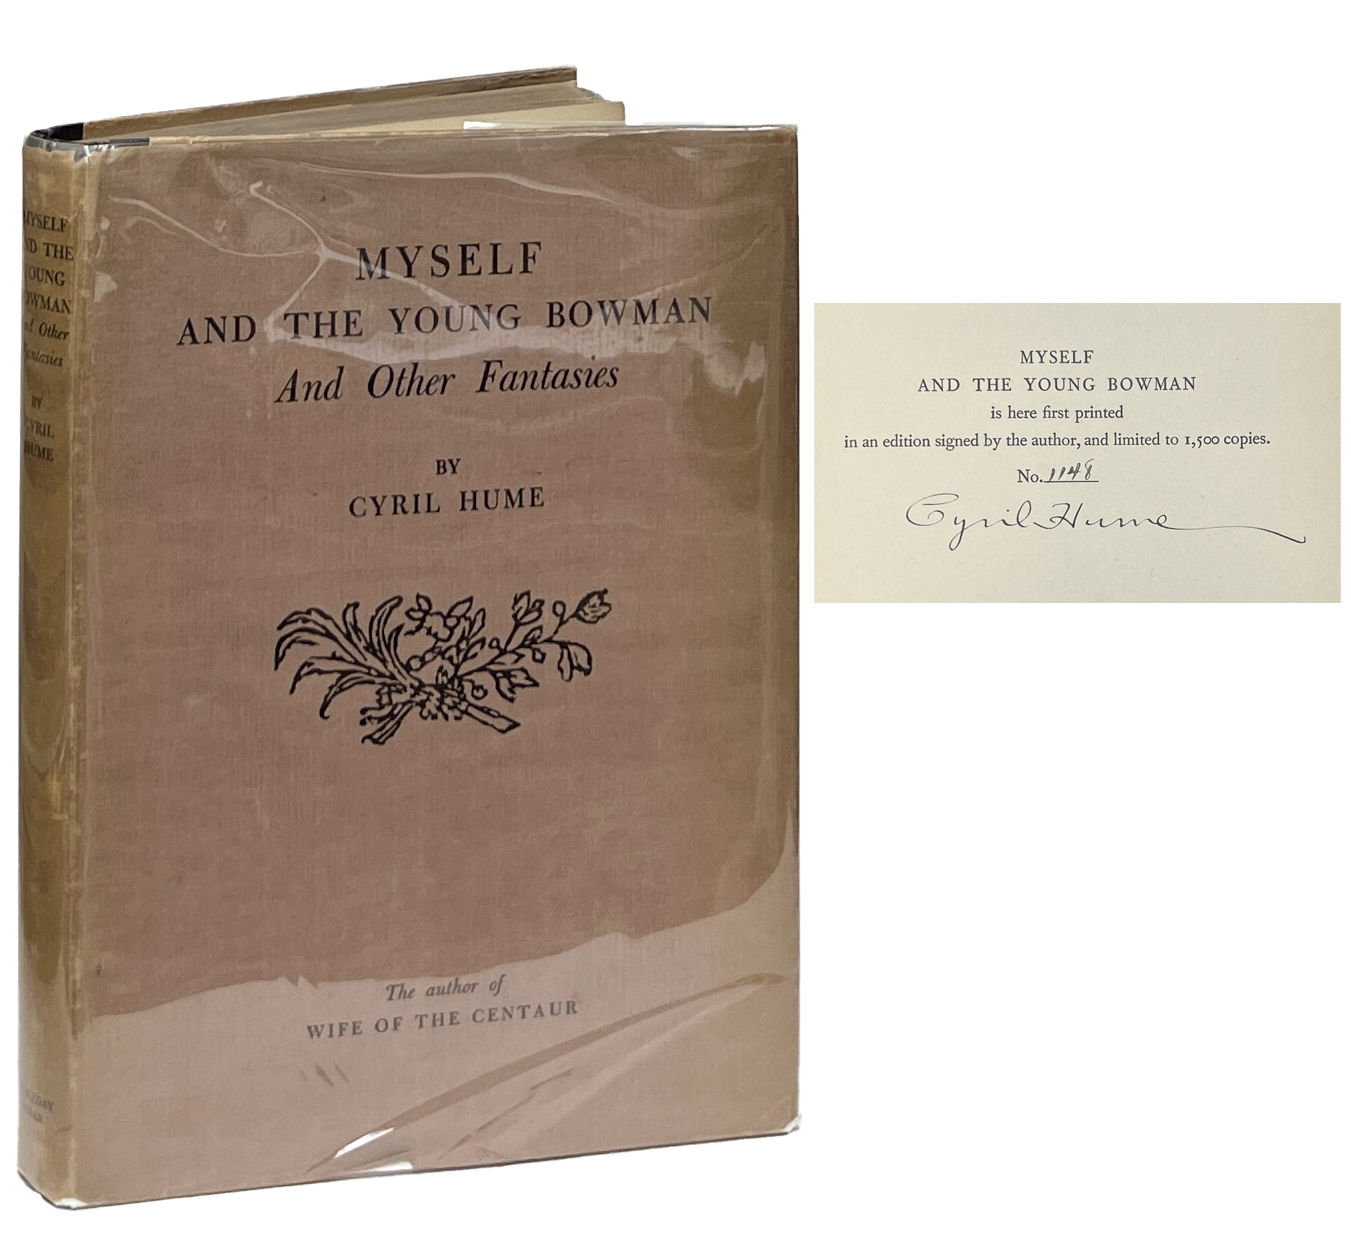 MYSELF
AND THE YOUNG BOWMAN
And Other Fantasies
BY
CYRIL HUME
The author of
WIFE OF THE CENTAUR
MYSELF
AND THE
YOUNG
BOWMAN
And Other
Fantasies
BY
CYRIL
HUME
MYSELF
AND THE YOUNG BOWMAN
is here first printed
in an edition signed by the author, and limited to 1,500 copies.
No. 1148
Cyril Hume